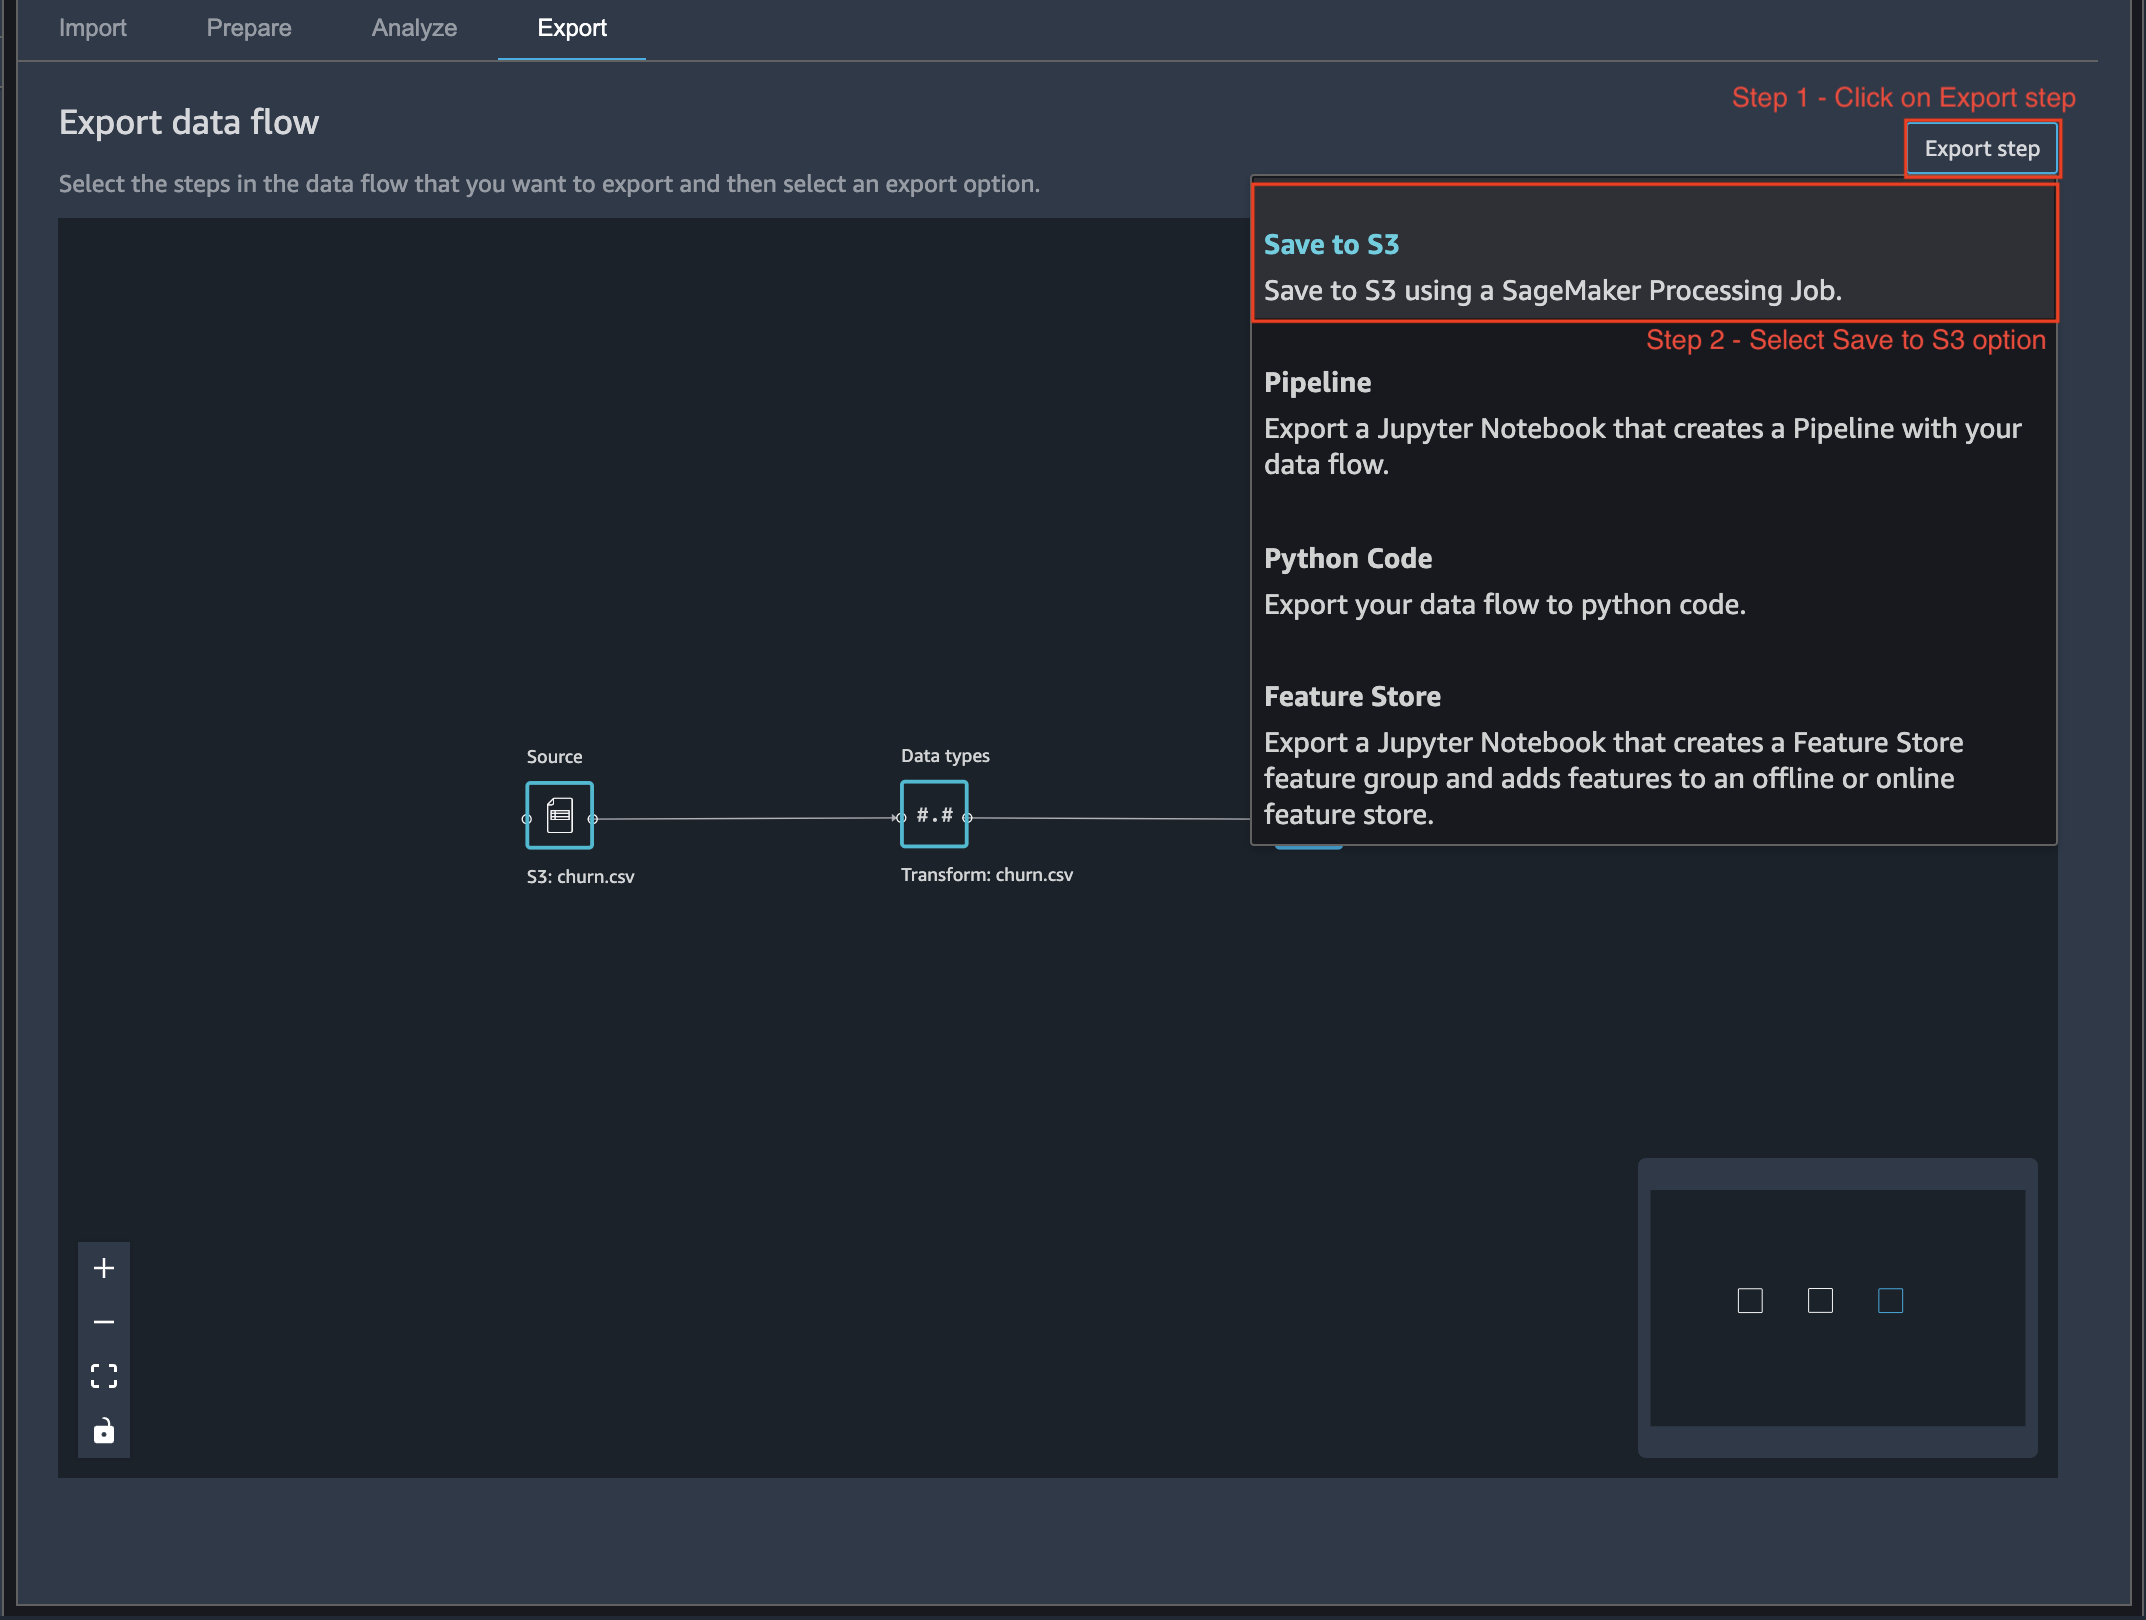 Import Prepare Analyze Export
Step 1 - Click on Export step
Export data flow
Export step
Select the steps in the data flow that you want to export and then select an export option.
Save to S3
Save to S3 using a SageMaker Processing Job.
Step 2 - Select Save to S3 option
Pipeline
Export a Jupyter Notebook that creates a Pipeline with your
data flow.
Python Code
Export your data flow to python code.
Feature Store
Export a Jupyter Notebook that creates a Feature Store
feature group and adds features to an offline or online
feature store.
Source
Data types
#.#
S3: churn.csv
Transform: churn.csv